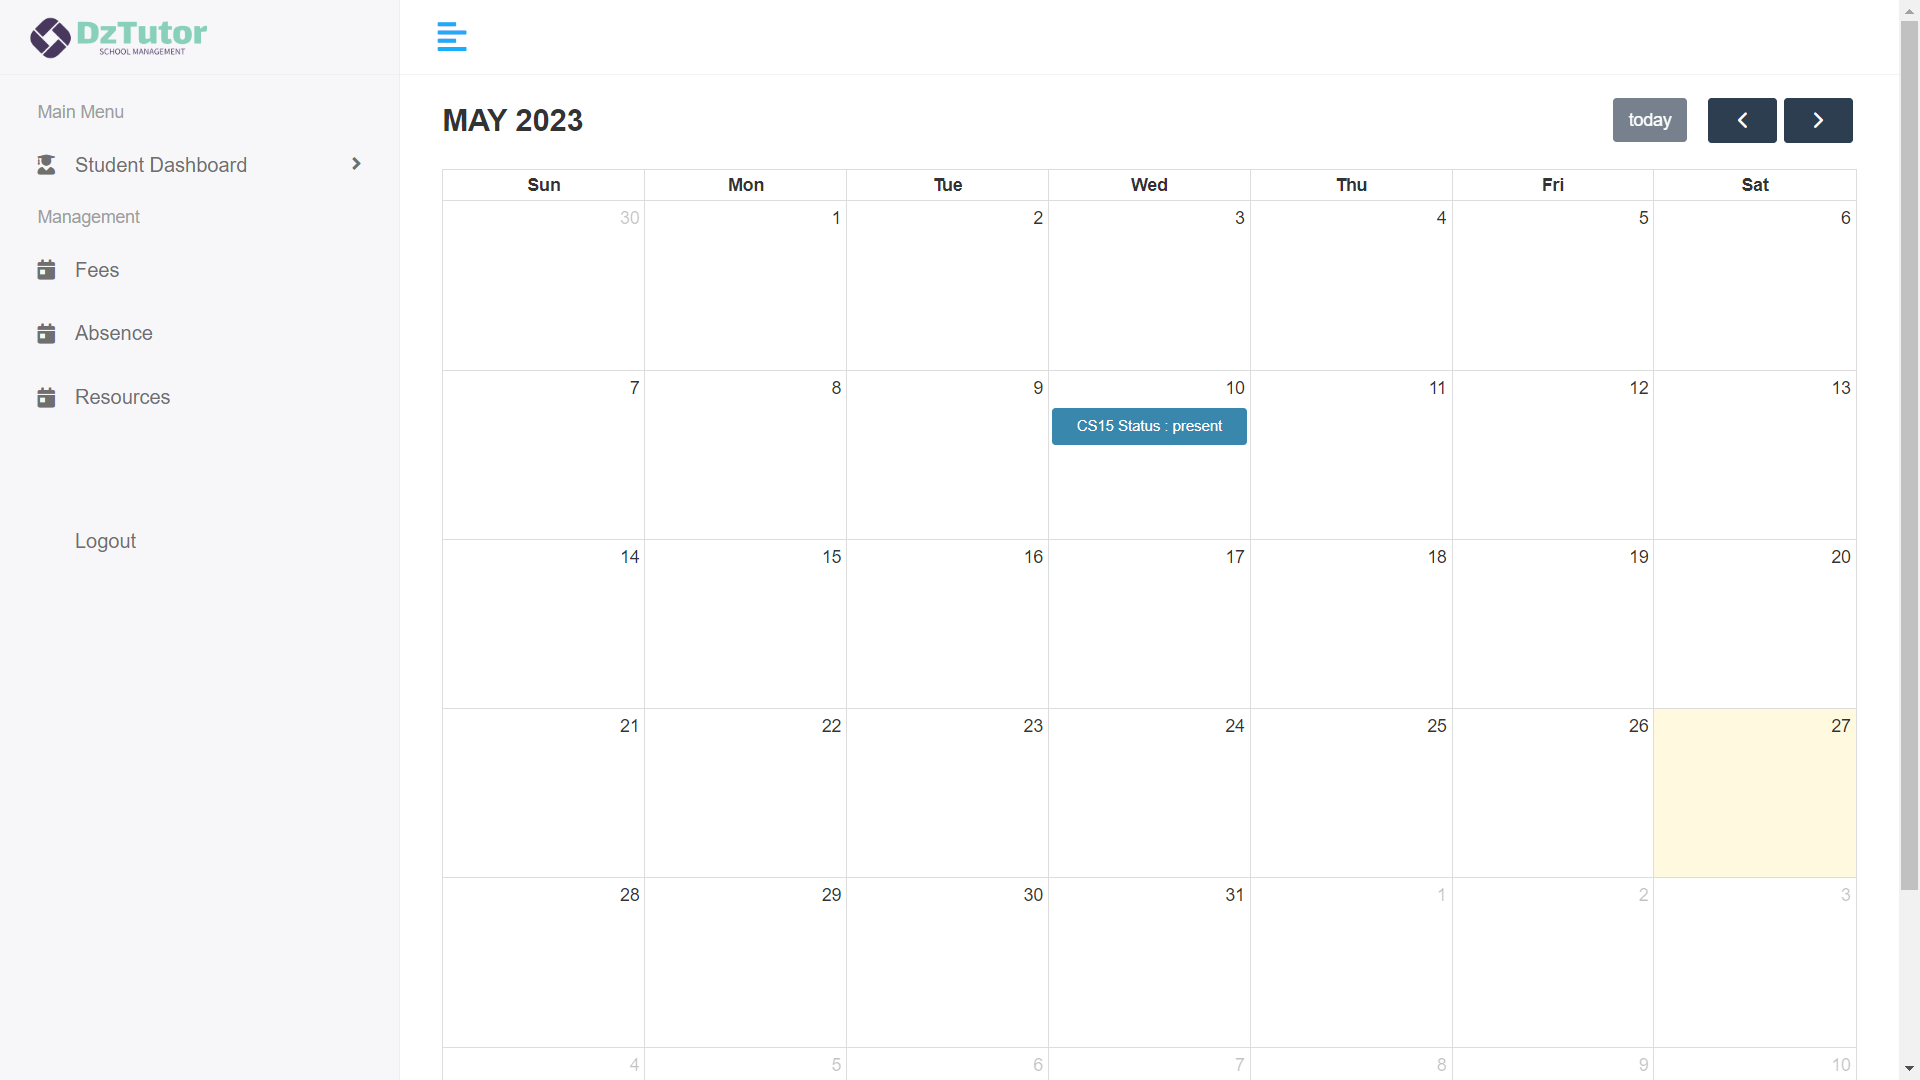 DzTutor
SCHOOL MANAGEMENT
Main Menu
Student Dashboard
Management
Fees
Absence
Resources
Logout
MAY 2023
today
Sun Mon Tue Wed Thu Fri Sat
30 1 2 3 4 5 6
7 8 9 10 11 12 13
CS15 Status : present
14 15 16 17 18 19 20
21 22 23 24 25 26 27
28 29 30 31 1 2 3
4 5 6 7 8 9 10